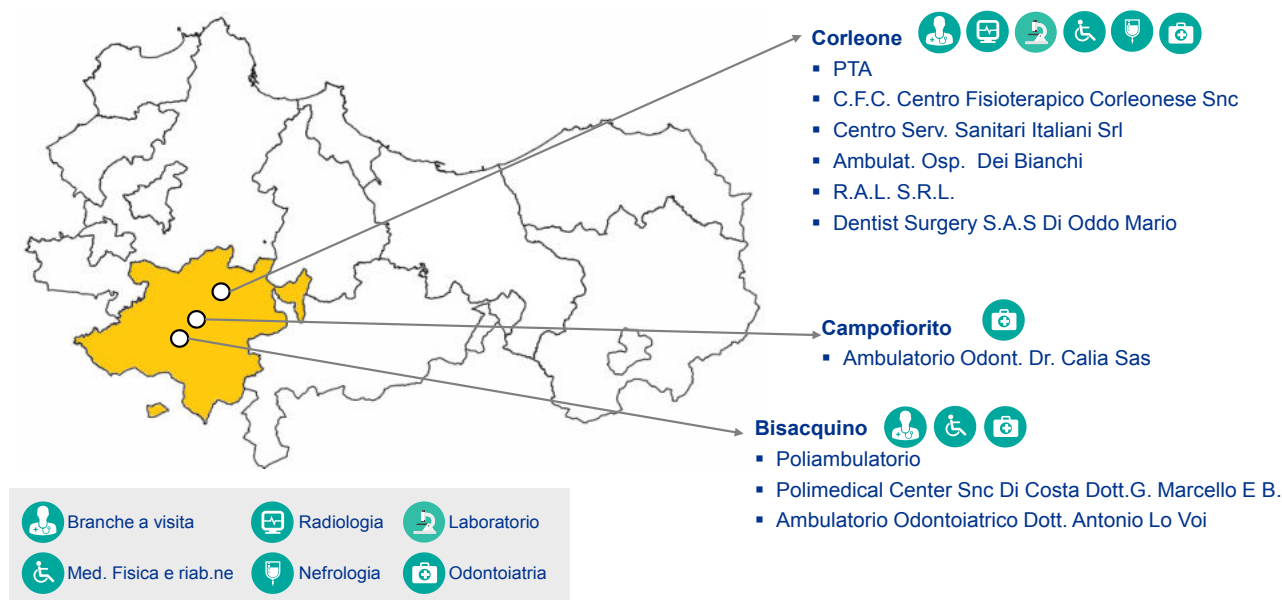 Corleone
▪ PTA
▪ C.F.C. Centro Fisioterapico Corleonese Snc
▪ Centro Serv. Sanitari Italiani Srl
▪ Ambulat. Osp. Dei Bianchi
▪ R.A.L. S.R.L.
▪ Dentist Surgery S.A.S Di Oddo Mario
Campofiorito
▪ Ambulatorio Odont. Dr. Calia Sas
Bisacquino
▪ Poliambulatorio
▪ Polimedical Center Snc Di Costa Dott.G. Marcello E B.
▪ Ambulatorio Odontoiatrico Dott. Antonio Lo Voi
Branche a visita
Radiologia
Laboratorio
Med. Fisica e riab.ne
Nefrologia
Odontoiatria